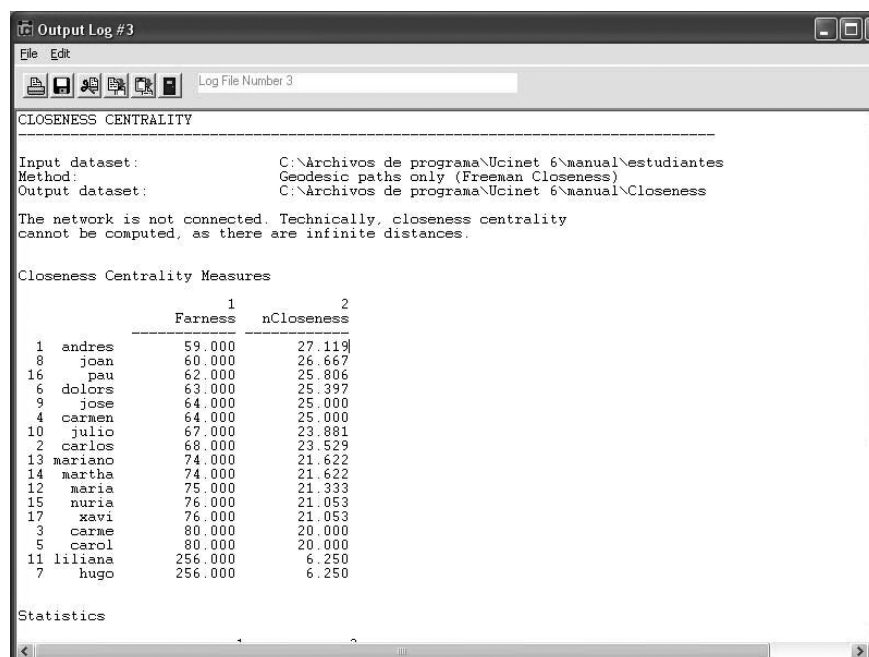 Output Log #3
File Edit
Log File Number 3
CLOSENESS CENTRALITY
--------------------------------------------------------------------------------
Input dataset: C:\Archivos de programa\Ucinet 6\manual\estudiantes
Method: Geodesic paths only (Freeman Closeness)
Output dataset: C:\Archivos de programa\Ucinet 6\manual\Closeness
The network is not connected. Technically, closeness centrality
cannot be computed, as there are infinite distances.
Closeness Centrality Measures
1 2
Farness nCloseness
------------ ------------
1 andres 59.000 27.119
8 joan 60.000 26.667
16 pau 62.000 25.806
6 dolors 63.000 25.397
9 jose 64.000 25.000
4 carmen 64.000 25.000
10 julio 67.000 23.881
2 carlos 68.000 23.529
13 mariano 74.000 21.622
14 martha 74.000 21.622
12 maria 75.000 21.333
15 nuria 76.000 21.053
17 xavi 76.000 21.053
3 carme 80.000 20.000
5 carol 80.000 20.000
11 liliana 256.000 6.250
7 hugo 256.000 6.250
Statistics